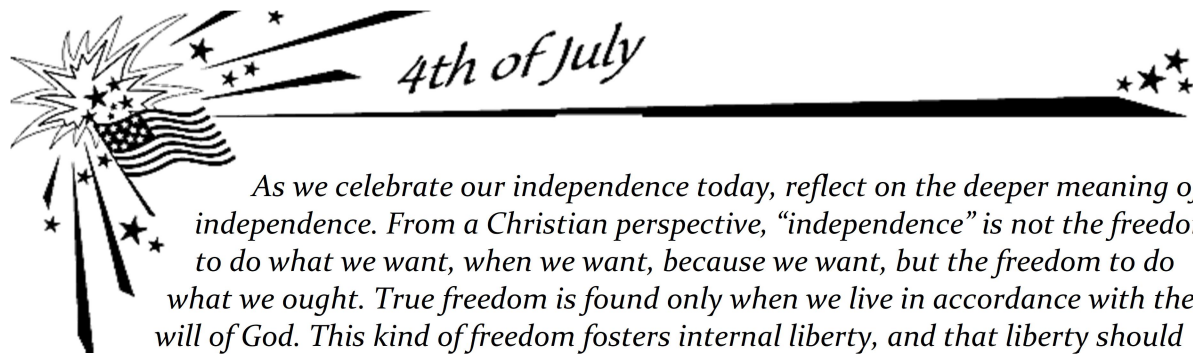 4th of July
As we celebrate our independence today, reflect on the deeper meaning of
independence. From a Christian perspective, “independence” is not the freedom
to do what we want, when we want, because we want, but the freedom to do
what we ought. True freedom is found only when we live in accordance with the
will of God. This kind of freedom fosters internal liberty, and that liberty should